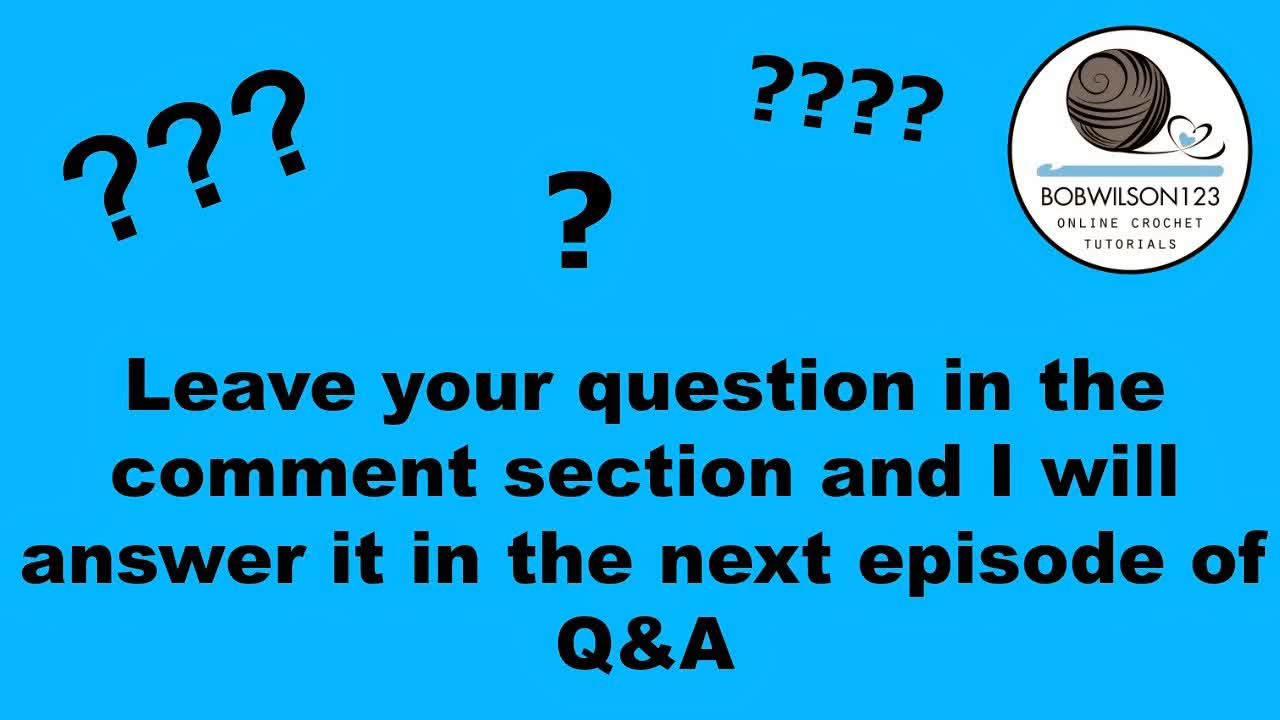 ???
????
?
BOBWILSON123
ONLINE CROCHET
TUTORIALS
Leave your question in the
comment section and I will
answer it in the next episode of
Q&A